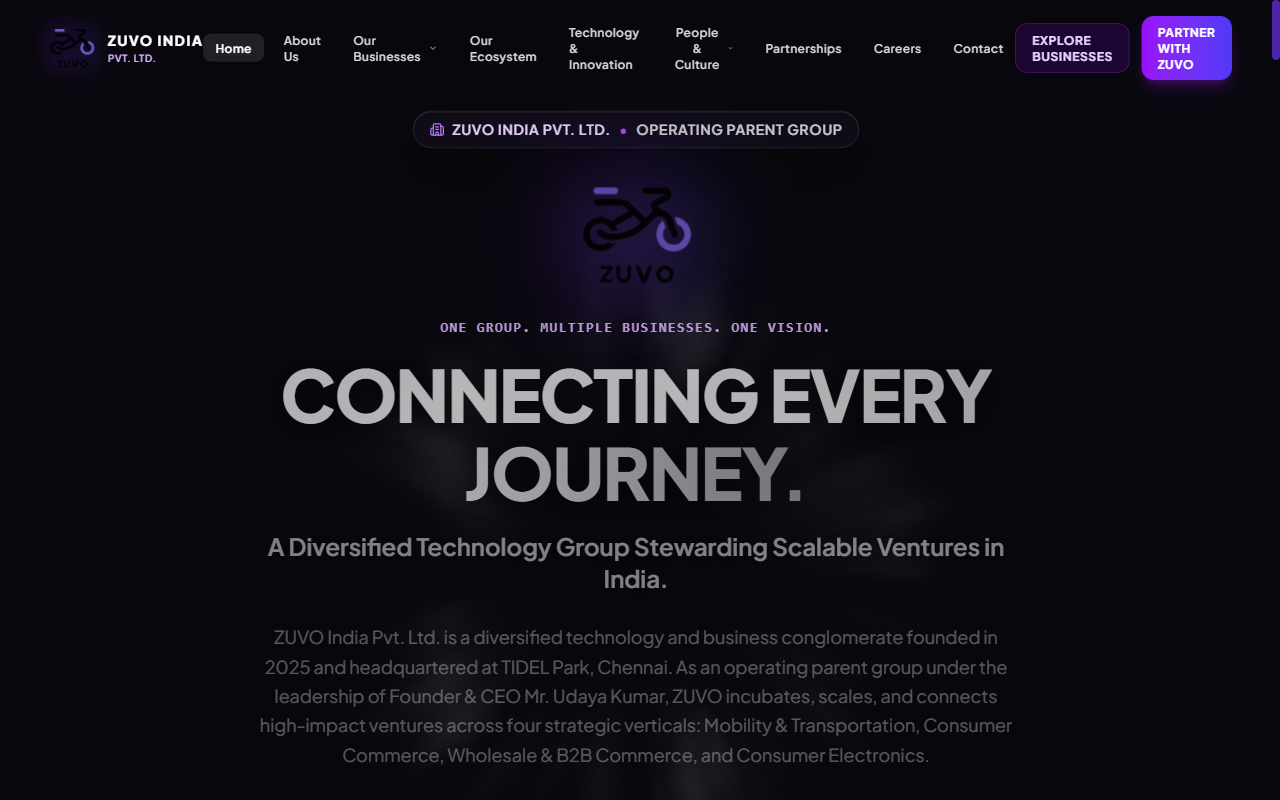 ZUVO INDIA
PVT. LTD.
ZUVO
Home
About
Us
Our
Businesses
Our
Ecosystem
Technology
&
Innovation
People
&
Culture
Partnerships
Careers
Contact
EXPLORE
BUSINESSES
PARTNER
WITH
ZUVO
ZUVO INDIA PVT. LTD. • OPERATING PARENT GROUP
ZUVO
ONE GROUP. MULTIPLE BUSINESSES. ONE VISION.
CONNECTING EVERY
JOURNEY.
A Diversified Technology Group Stewarding Scalable Ventures in
India.
ZUVO India Pvt. Ltd. is a diversified technology and business conglomerate founded in
2025 and headquartered at TIDEL Park, Chennai. As an operating parent group under the
leadership of Founder & CEO Mr. Udaya Kumar, ZUVO incubates, scales, and connects
high-impact ventures across four strategic verticals: Mobility & Transportation, Consumer
Commerce, Wholesale & B2B Commerce, and Consumer Electronics.